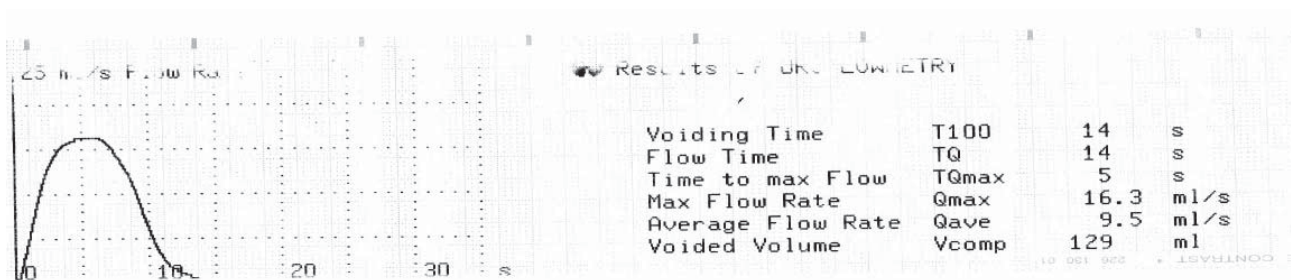 Voiding Time T100 14 s
Flow Time TQ 14 s
Time to max Flow TQmax 5 s
Max Flow Rate Qmax 16.3 ml/s
Average Flow Rate Qave 9.5 ml/s
Voided Volume Vcomp 129 ml
0 10 20 30 s